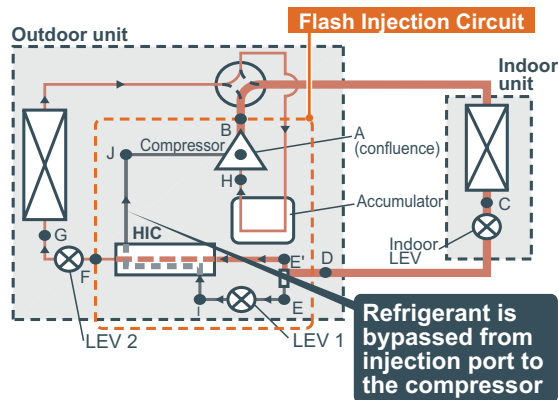 Flash Injection Circuit
Outdoor unit
Indoor
unit
B
J
Compressor
A
(confluence)
H
Accumulator
C
G
HIC
Indoor
LEV
F
E'
D
I
E
LEV 2
LEV 1
Refrigerant is
bypassed from
injection port to
the compressor